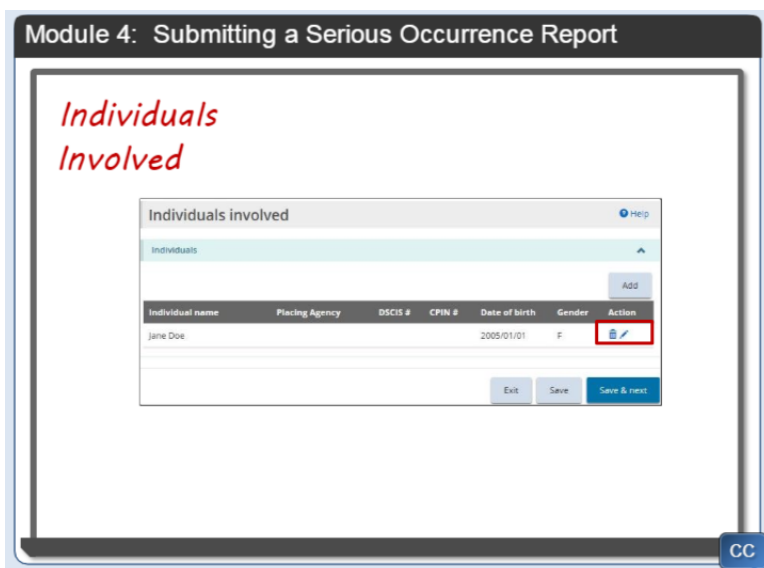 Module 4: Submitting a Serious Occurrence Report
Individuals
Involved
Individuals involved
Help
Individuals
Add
Individual name Placing Agency DSCIS # CPIN # Date of birth Gender Action
Jane Doe 2005/01/01 F
Exit Save Save & next
CC